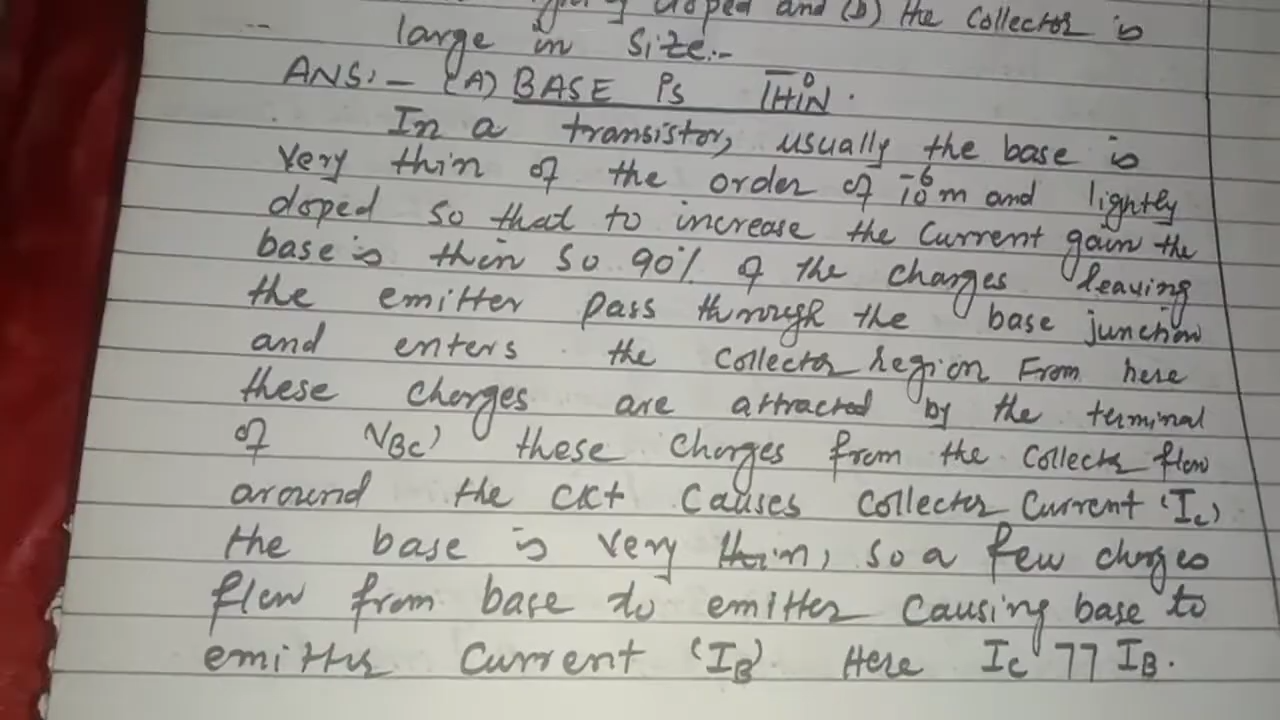 doped and (b) the collector is
large in size:-
ANS:- (A) BASE is THIN.
In a transistor, usually the base is
very thin of the order of 10-6 m and lightly
doped so that to increase the current gain the
base is thin so 90% of the charges leaving
the emitter pass through the base junction
and enters the collector region From here
these charges are attracted by the terminal
of VBC, these charges from the collector flow
around the ckt causes collector current (Ic)
the base is very thin, so a few charges
flow from base to emitter causing base to
emitter current (IB) Here Ic >> IB.